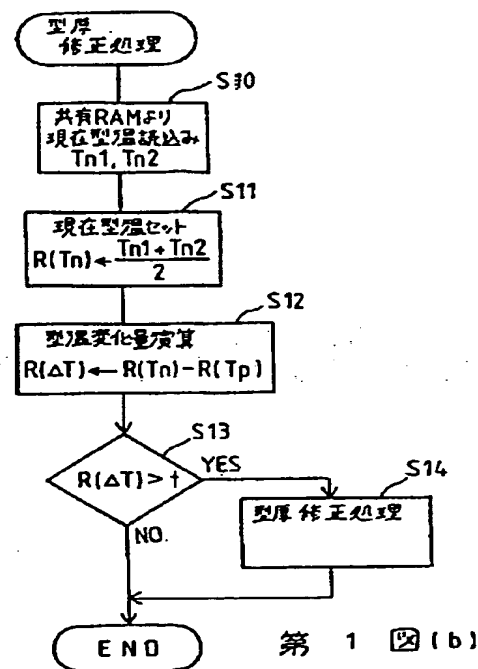 型厚
修正処理
S10
共有RAMより
現在型温読込み
Tn1, Tn2
S11
現在型温セット
R(Tn)←Tn1+Tn2
2
S12
型温変化量演算
R(ΔT)←R(Tn)-R(Tp)
S13
R(ΔT)>t
YES
S14
型厚修正処理
NO.
END
第 1 図(b)